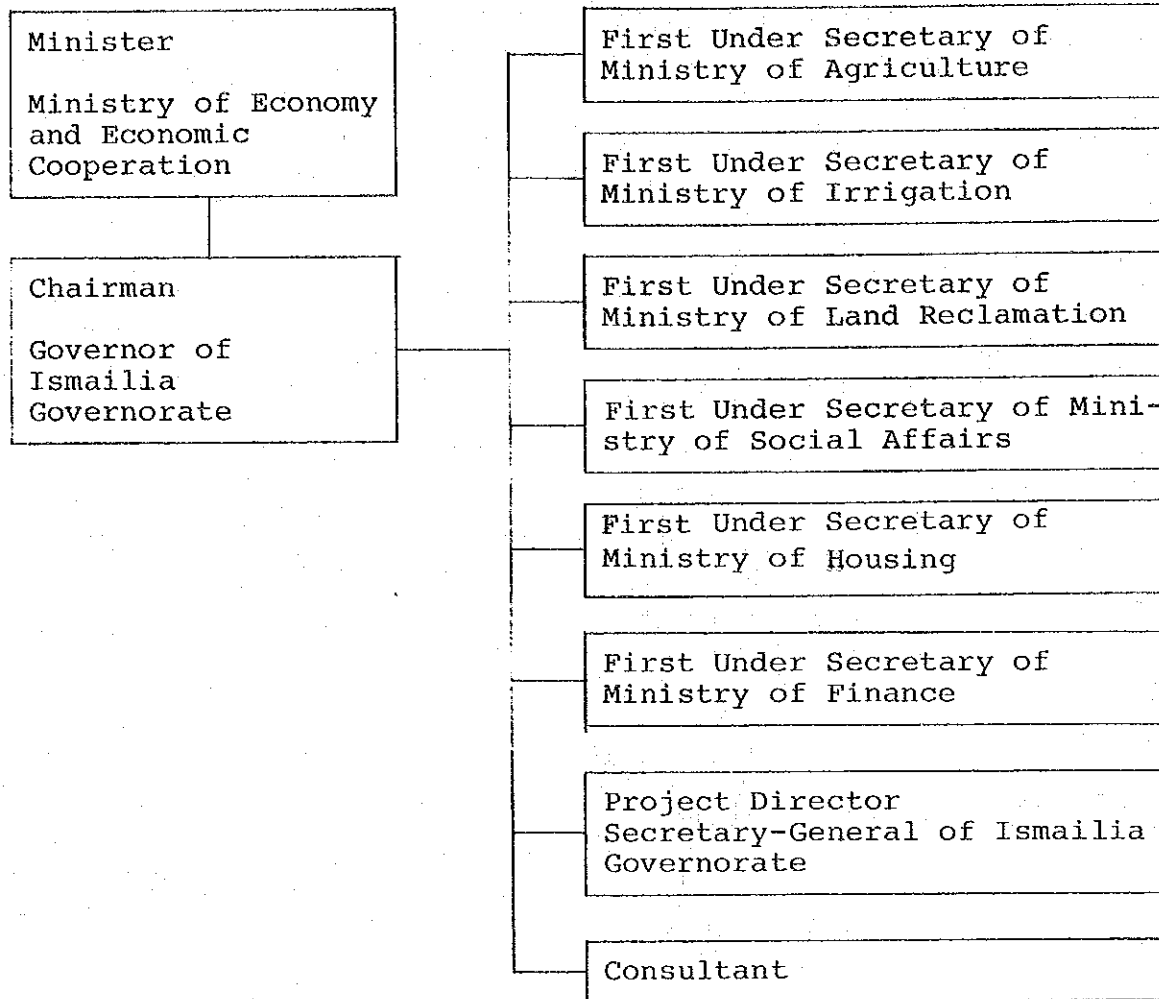 Minister
Ministry of Economy
and Economic
Cooperation
Chairman
Governor of
Ismailia
Governorate
First Under Secretary of
Ministry of Agriculture
First Under Secretary of
Ministry of Irrigation
First Under Secretary of
Ministry of Land Reclamation
First Under Secretary of Mini-
stry of Social Affairs
First Under Secretary of
Ministry of Housing
First Under Secretary of
Ministry of Finance
Project Director
Secretary-General of Ismailia
Governorate
Consultant